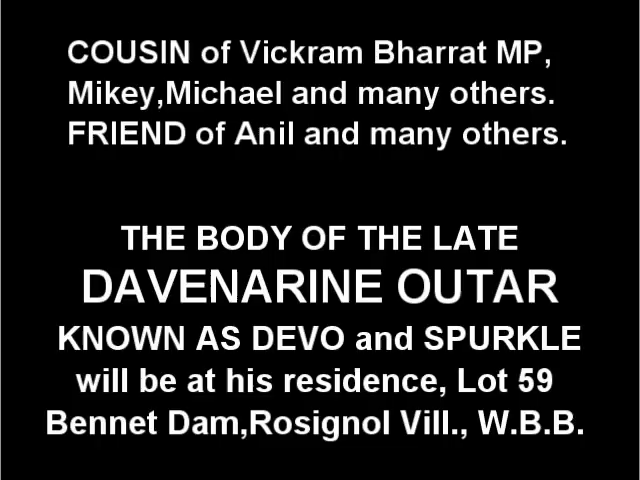 COUSIN of Vickram Bharrat MP,
Mikey,Michael and many others.
FRIEND of Anil and many others.
THE BODY OF THE LATE
DAVENARINE OUTAR
KNOWN AS DEVO and SPURKLE
will be at his residence, Lot 59
Bennet Dam,Rosignol Vill., W.B.B.